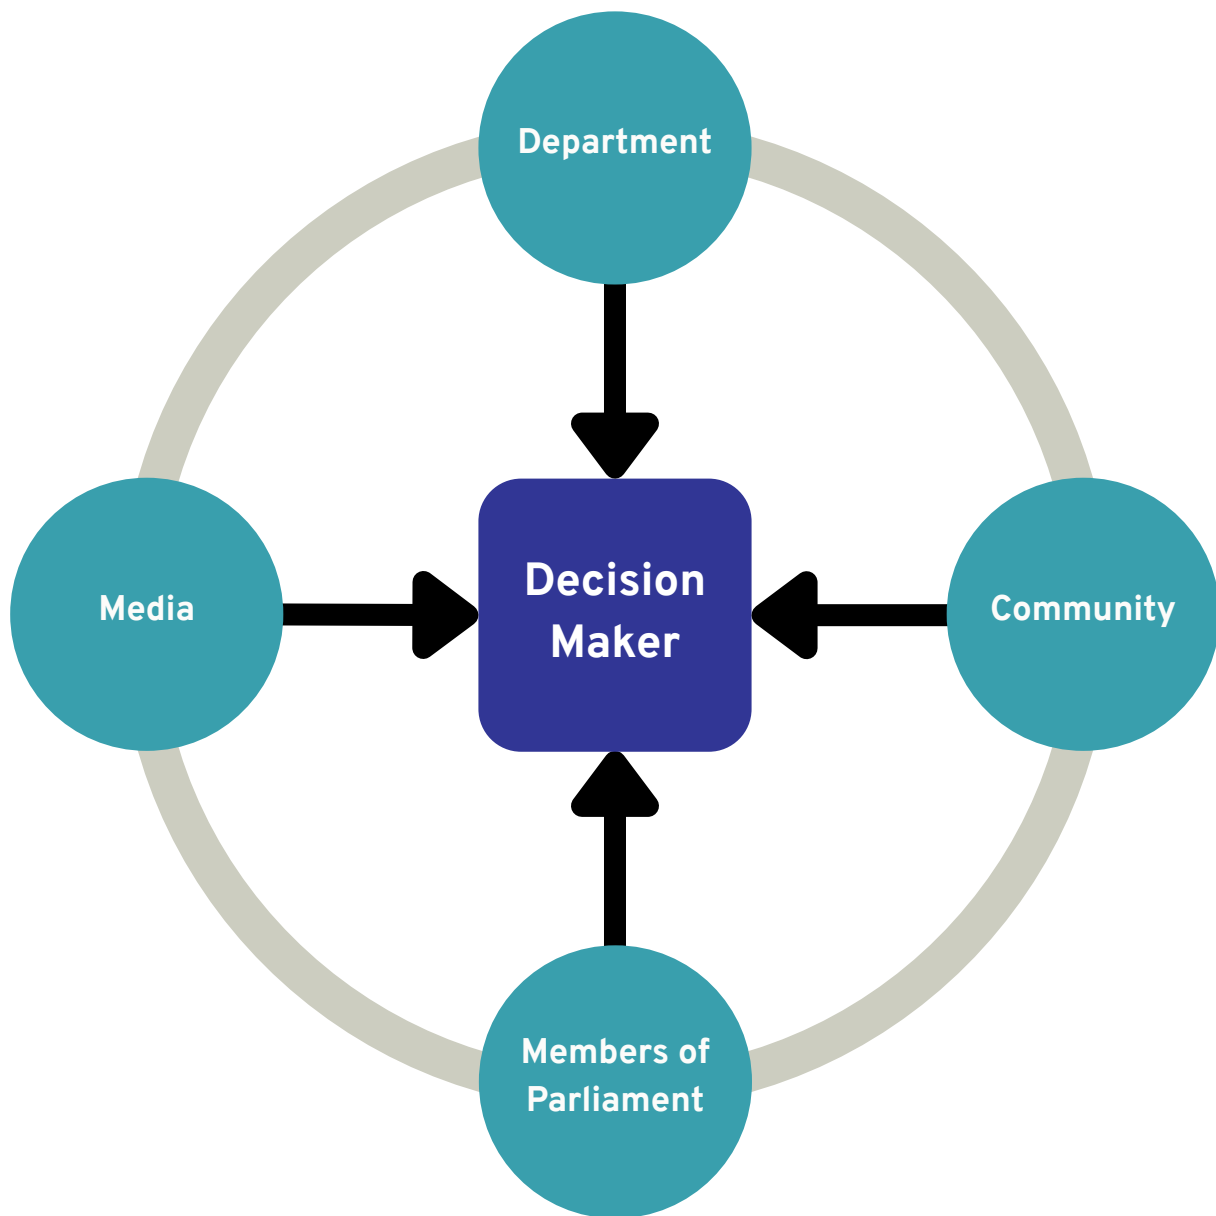 Department
Media
Decision
Maker
Community
Members of
Parliament